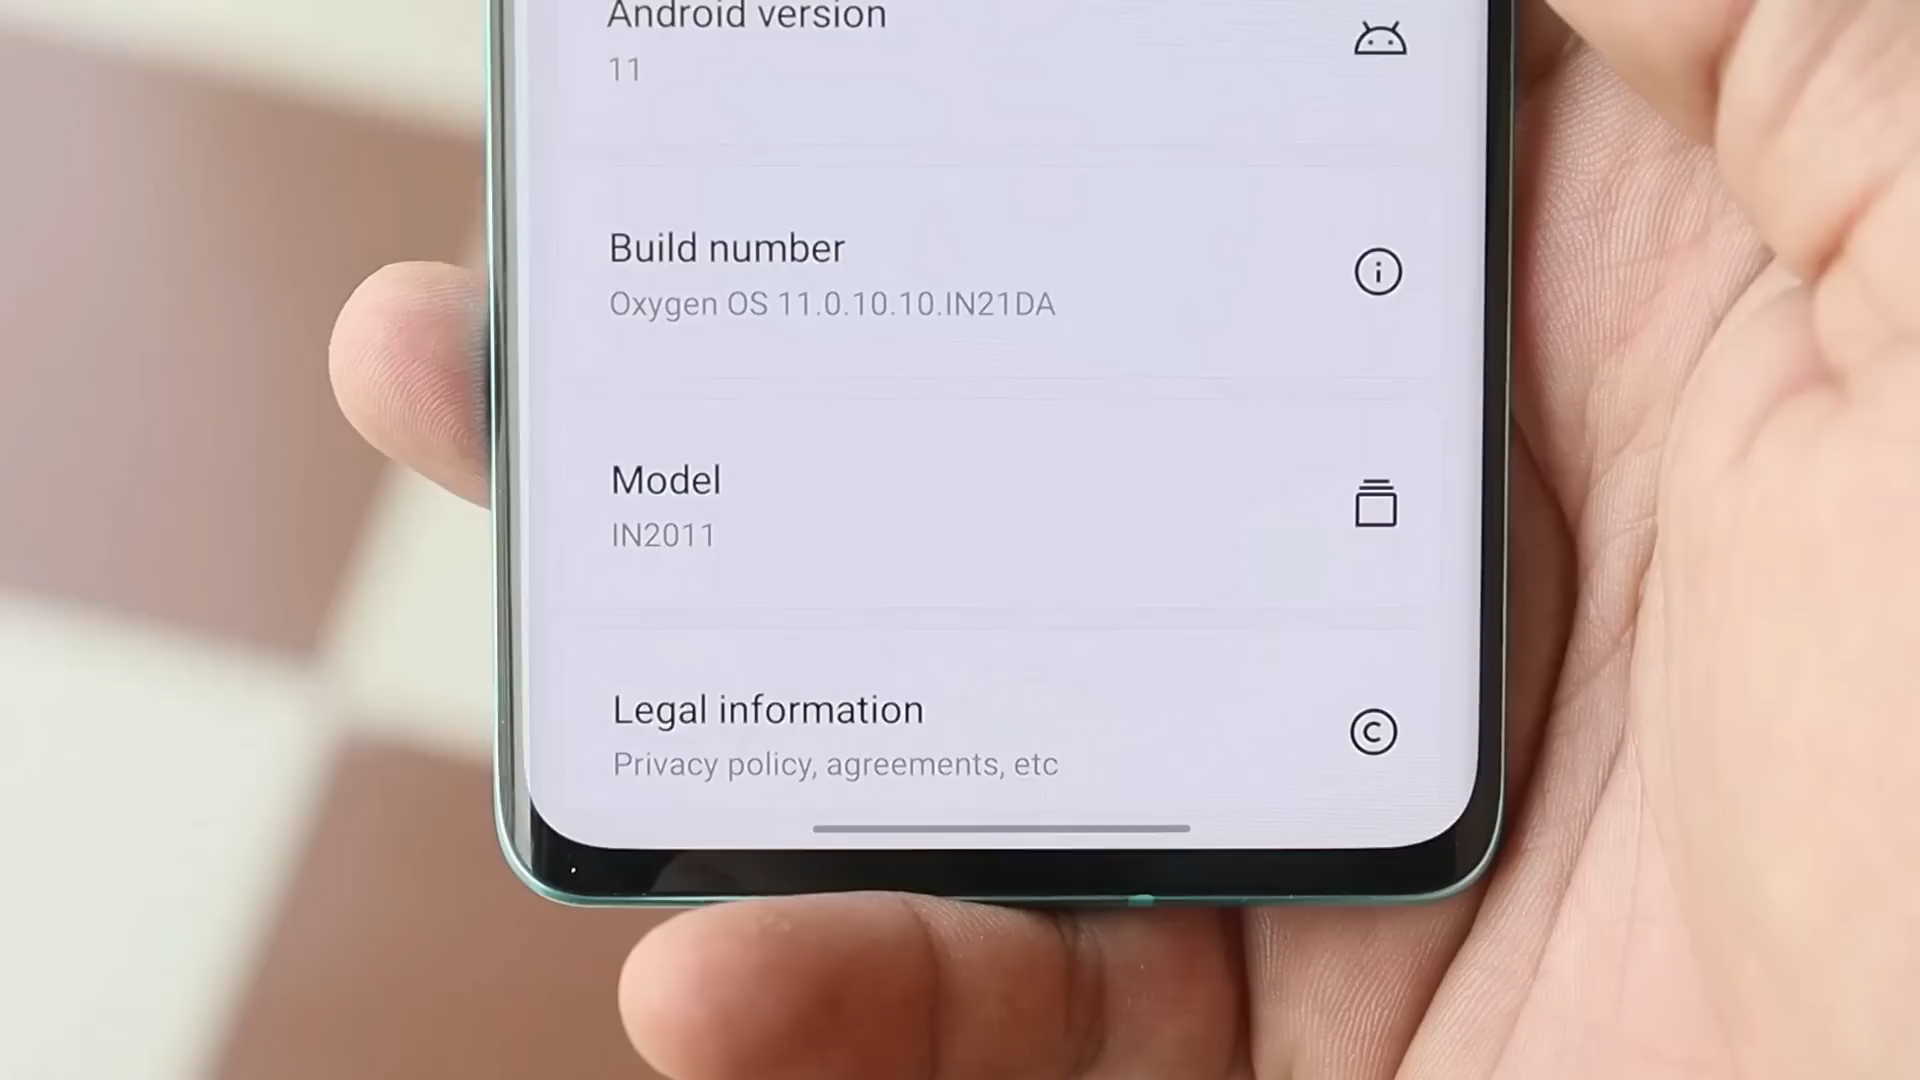 Android version
11
Build number
Oxygen OS 11.0.10.10.IN21DA
Model
IN2011
Legal information
Privacy policy, agreements, etc